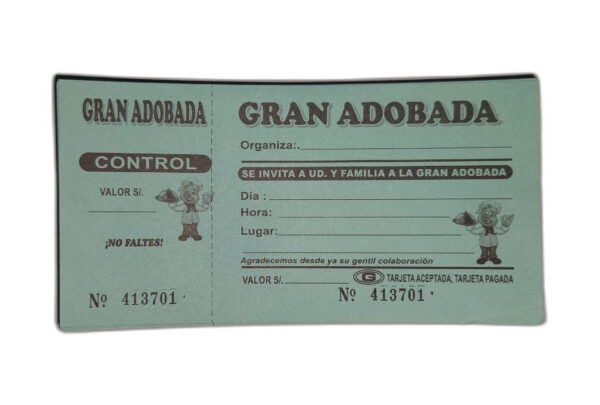 GRAN ADOBADA
CONTROL
VALOR S/.
¡NO FALTES!
Nº 413701
GRAN ADOBADA
Organiza:.
SE INVITA A UD. Y FAMILIA A LA GRAN ADOBADA
Dia :
Hora:
Lugar:
Agradecemos desde ya su gentil colaboración
VALOR S/. G TARJETA ACEPTADA, TARJETA PAGADA
Nº 413701